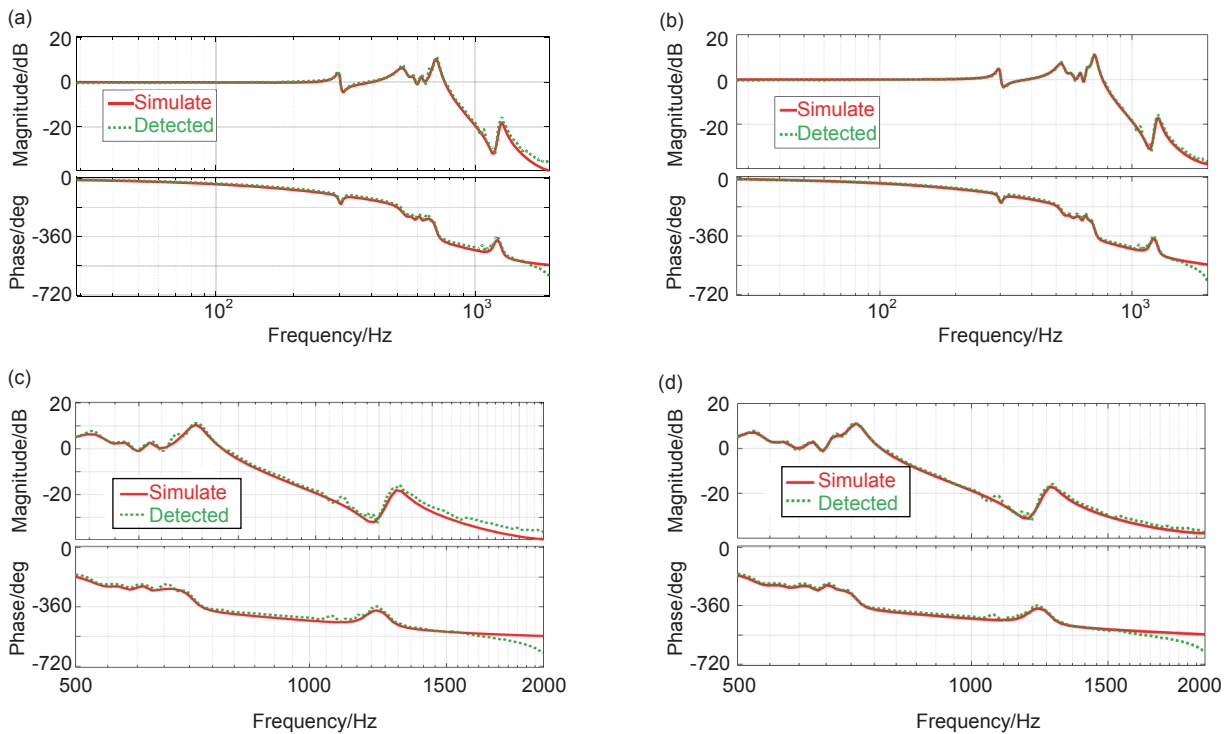 (a)
20
0
-20
Magnitude/dB
Simulate
Detected
0
-360
-720
Phase/deg
10²
10³
Frequency/Hz
(b)
20
0
-20
Magnitude/dB
Simulate
Detected
0
-360
-720
Phase/deg
10²
10³
Frequency/Hz
(c)
20
0
-20
Magnitude/dB
Simulate
Detected
0
-360
-720
Phase/deg
500
1000
1500
2000
Frequency/Hz
(d)
20
0
-20
Magnitude/dB
Simulate
Detected
0
-360
-720
Phase/deg
500
1000
1500
2000
Frequency/Hz